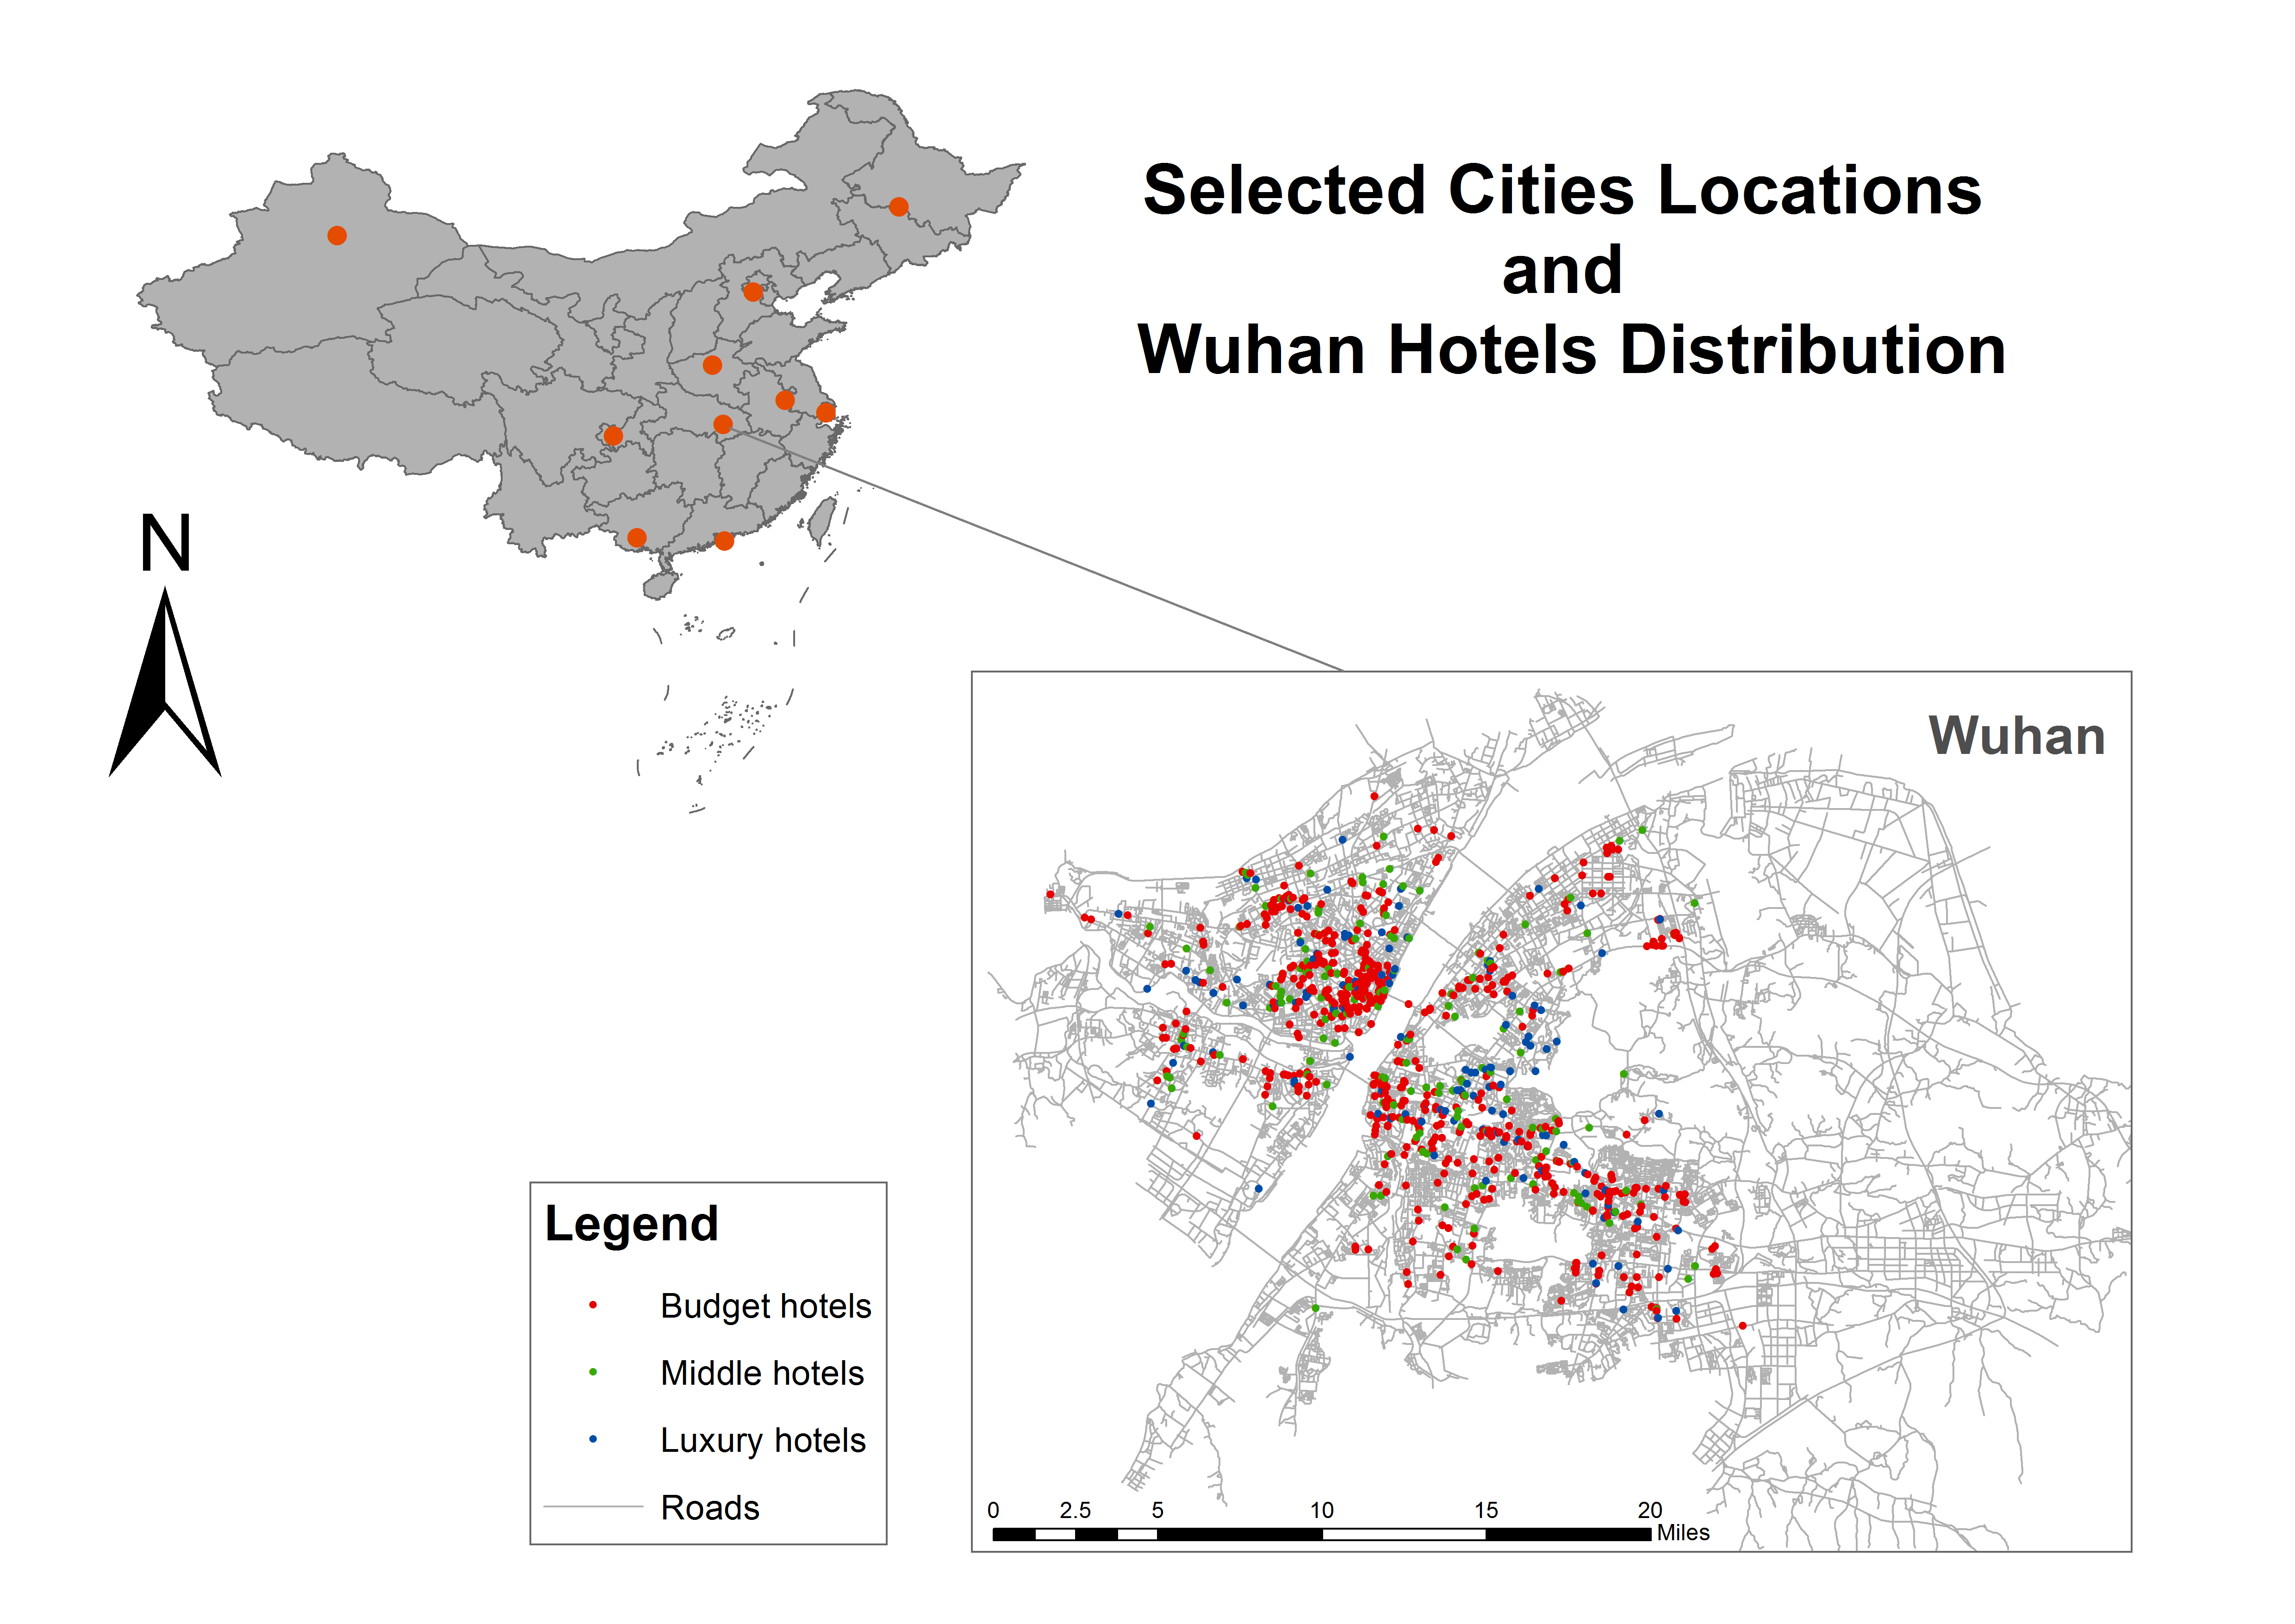 Selected Cities Locations
and
Wuhan Hotels Distribution
N
Wuhan
Legend
Budget hotels
Middle hotels
Luxury hotels
Roads
0 2.5 5 10 15 20
Miles